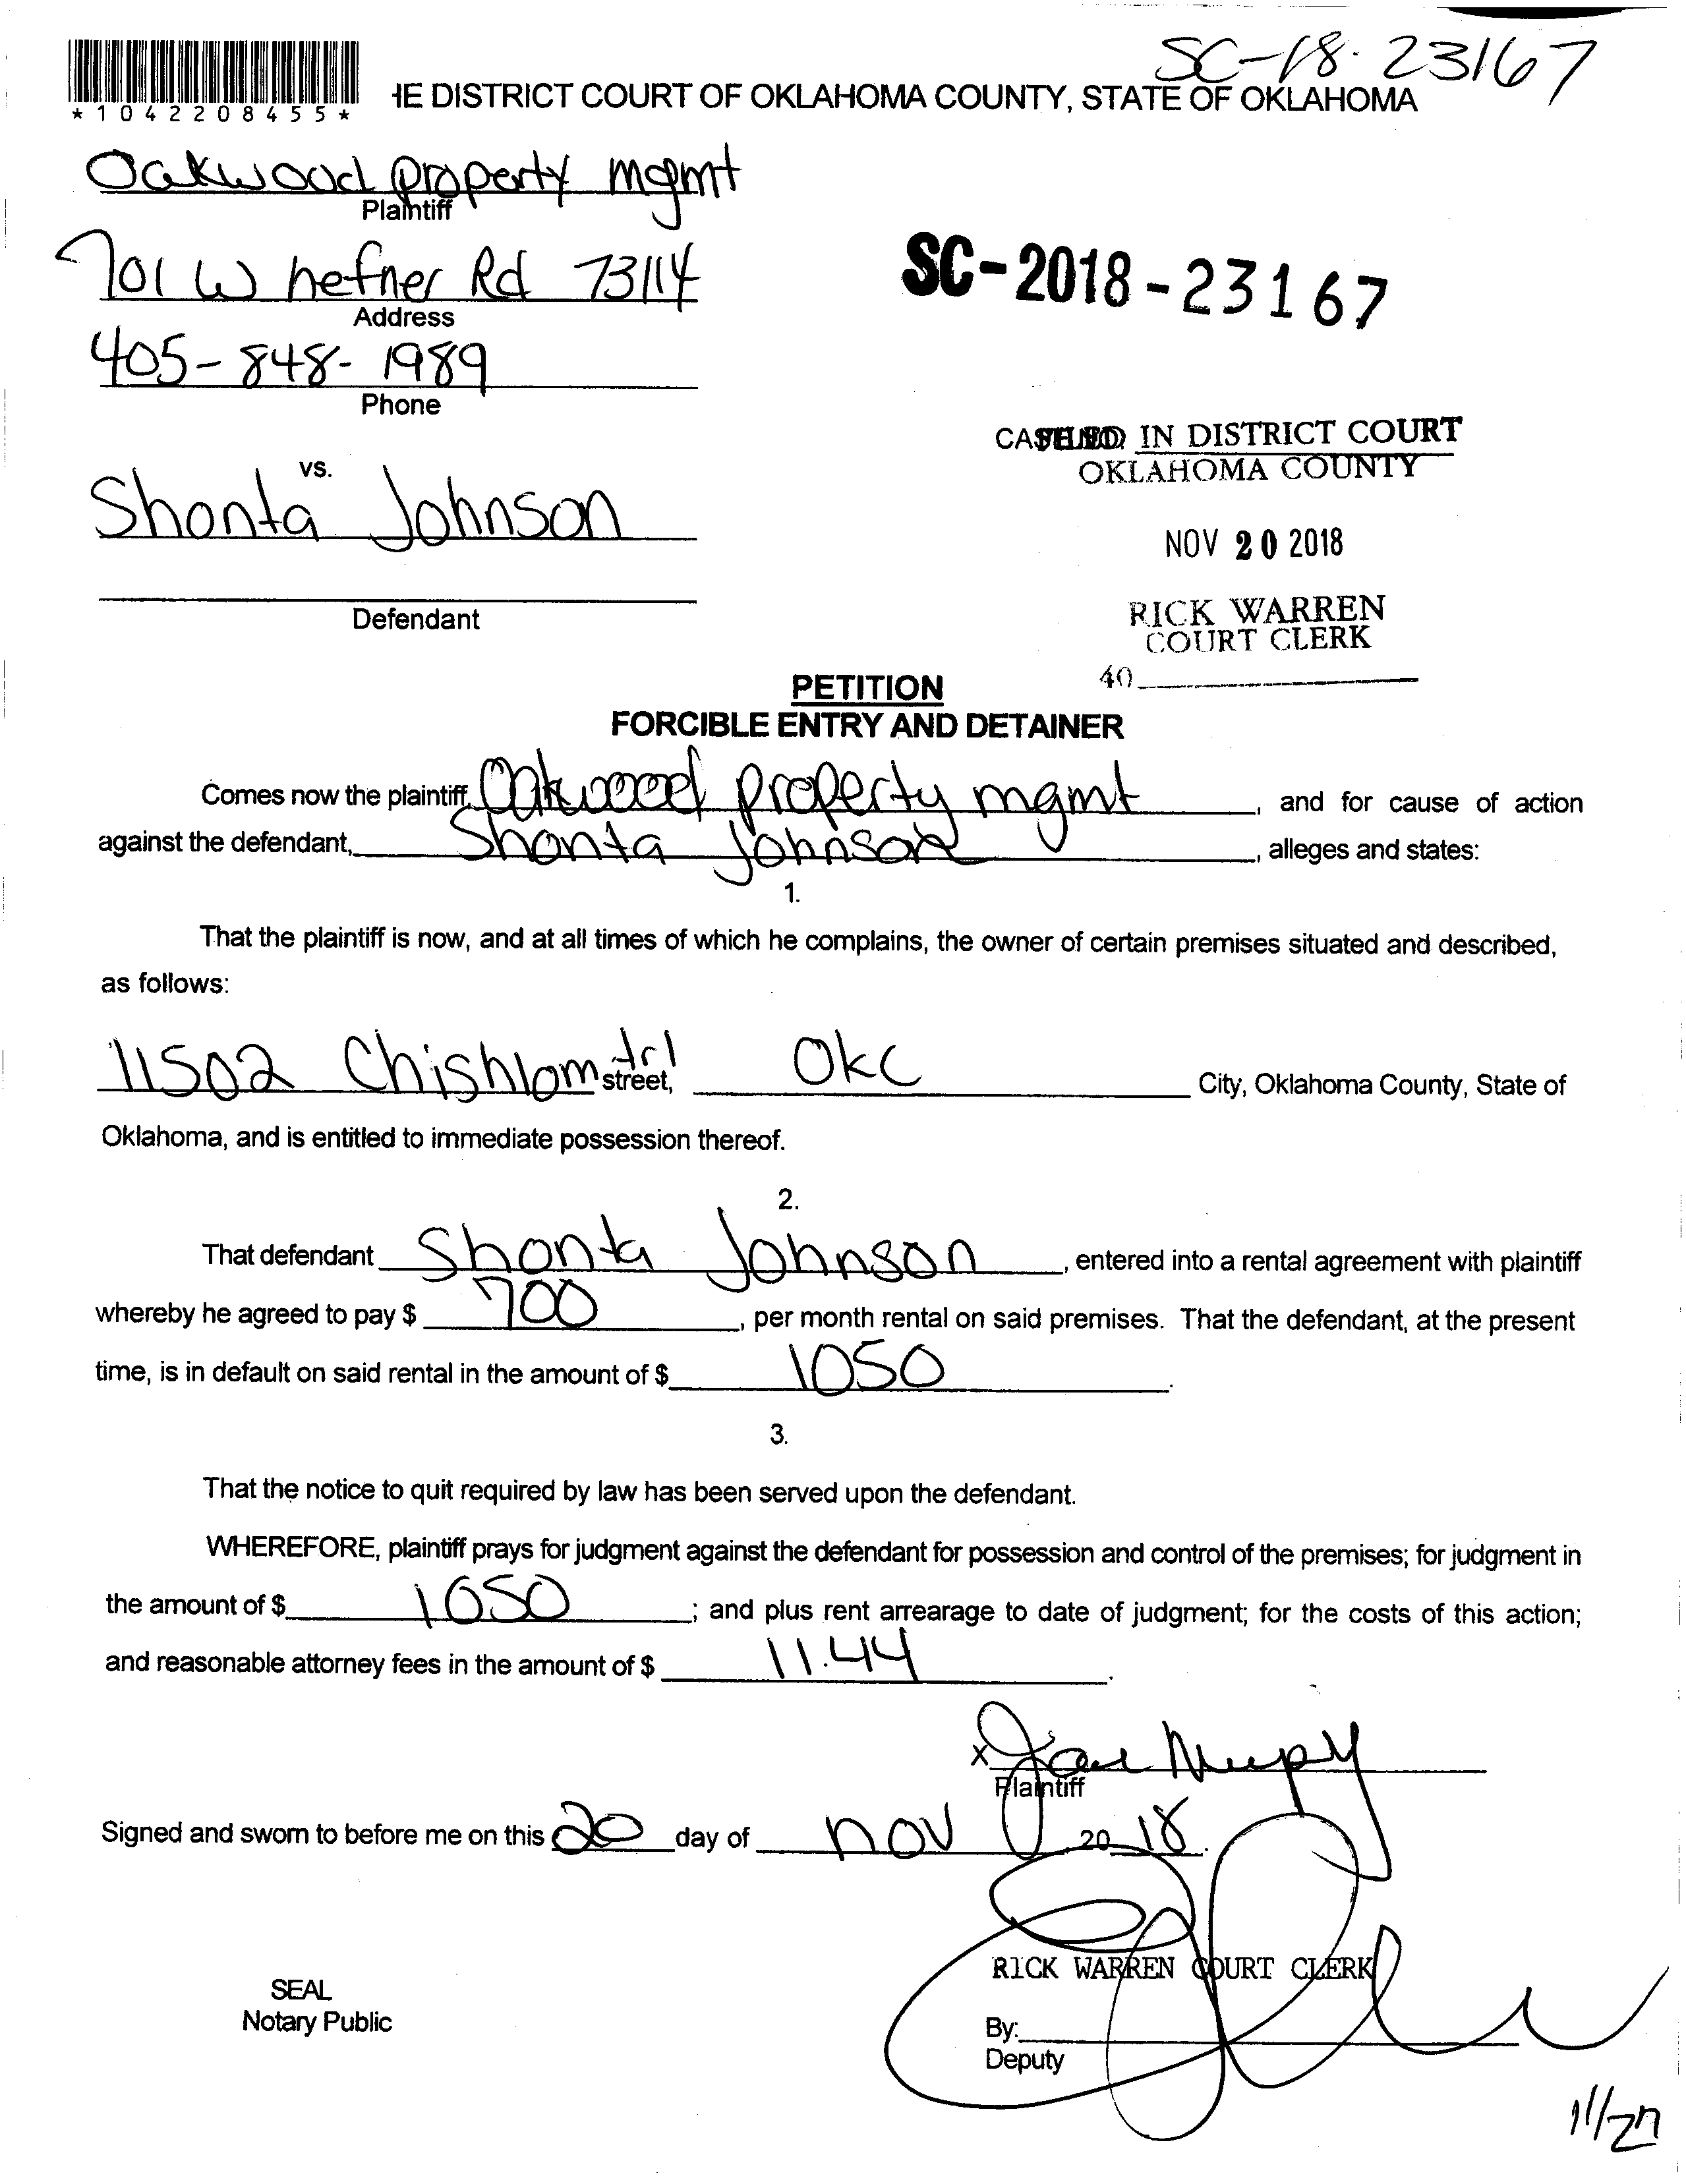 SC-18-23167
*1042208455*
HE DISTRICT COURT OF OKLAHOMA COUNTY, STATE OF OKLAHOMA
Oakwood property mgmt
Plaintiff
701 W hefner Rd 73114
Address
SC-2018-23167
405-848-1989
Phone
CASE NO. FILED IN DISTRICT COURT
OKLAHOMA COUNTY
vs.
Shonta Johnson
NOV 20 2018
Defendant
RICK WARREN
COURT CLERK
40
PETITION
FORCIBLE ENTRY AND DETAINER
Comes now the plaintiff, Oakwood property mgmt, and for cause of action
against the defendant, Shonta Johnson, alleges and states:
1.
That the plaintiff is now, and at all times of which he complains, the owner of certain premises situated and described,
as follows:
11502 Chishlom trl street, Okc City, Oklahoma County, State of
Oklahoma, and is entitled to immediate possession thereof.
2.
That defendant Shonta Johnson, entered into a rental agreement with plaintiff
whereby he agreed to pay $ 700, per month rental on said premises. That the defendant, at the present
time, is in default on said rental in the amount of $ 1050.
3.
That the notice to quit required by law has been served upon the defendant.
WHEREFORE, plaintiff prays for judgment against the defendant for possession and control of the premises; for judgment in
the amount of $ 1050; and plus rent arrearage to date of judgment; for the costs of this action;
and reasonable attorney fees in the amount of $ 11.44.
x
Plaintiff
Signed and sworn to before me on this 20 day of nov, 20 18.
RICK WARREN COURT CLERK
SEAL
Notary Public
By:
Deputy
11/27